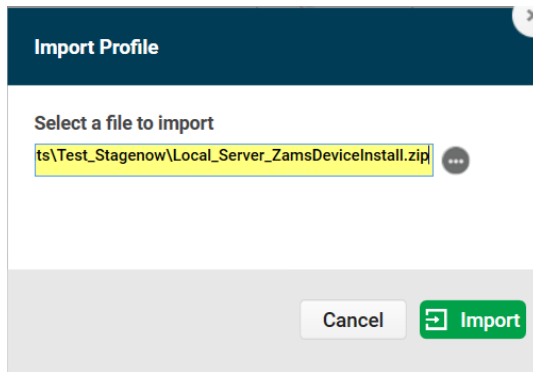 Import Profile
Select a file to import
ts\Test_Stagenow\Local_Server_ZamsDeviceInstall.zip
Cancel
Import